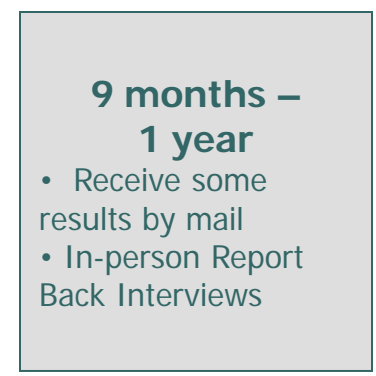 9 months –
1 year
• Receive some
results by mail
• In-person Report
Back Interviews